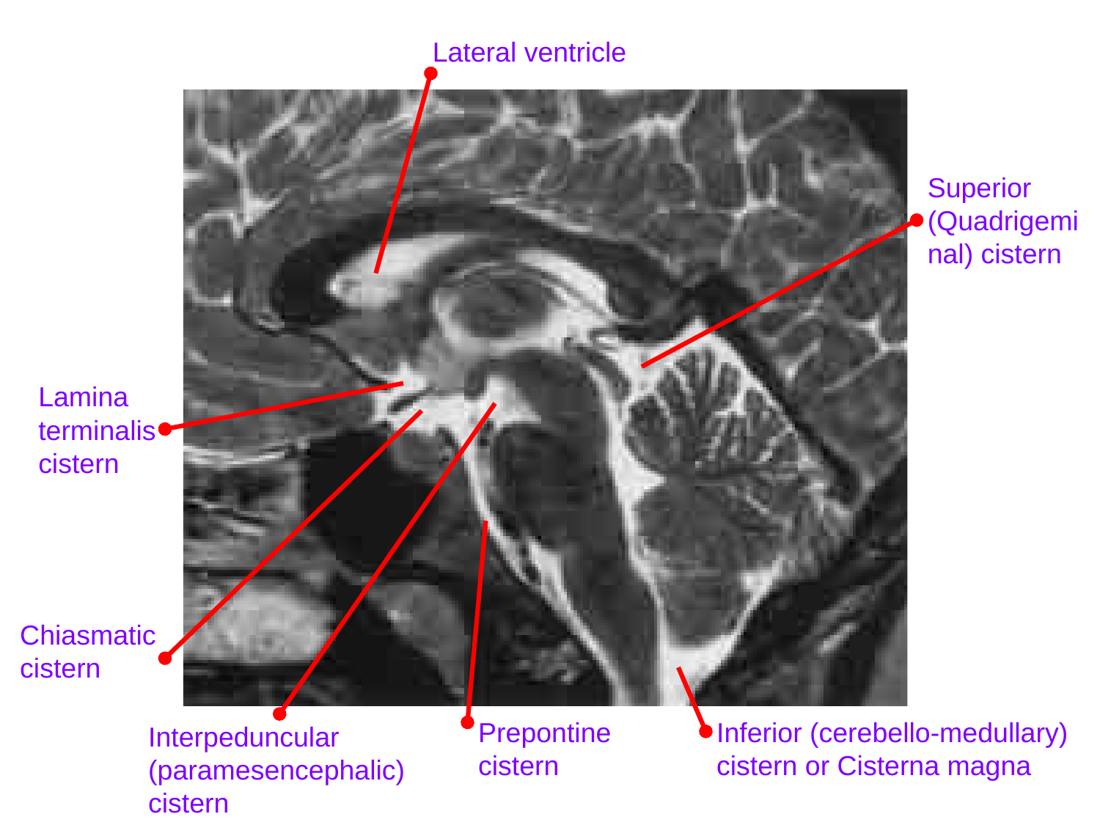 Lateral ventricle
Superior
(Quadrigemi
nal) cistern
Lamina
terminalis
cistern
Chiasmatic
cistern
Interpeduncular
(paramesencephalic)
cistern
Prepontine
cistern
Inferior (cerebello-medullary)
cistern or Cisterna magna